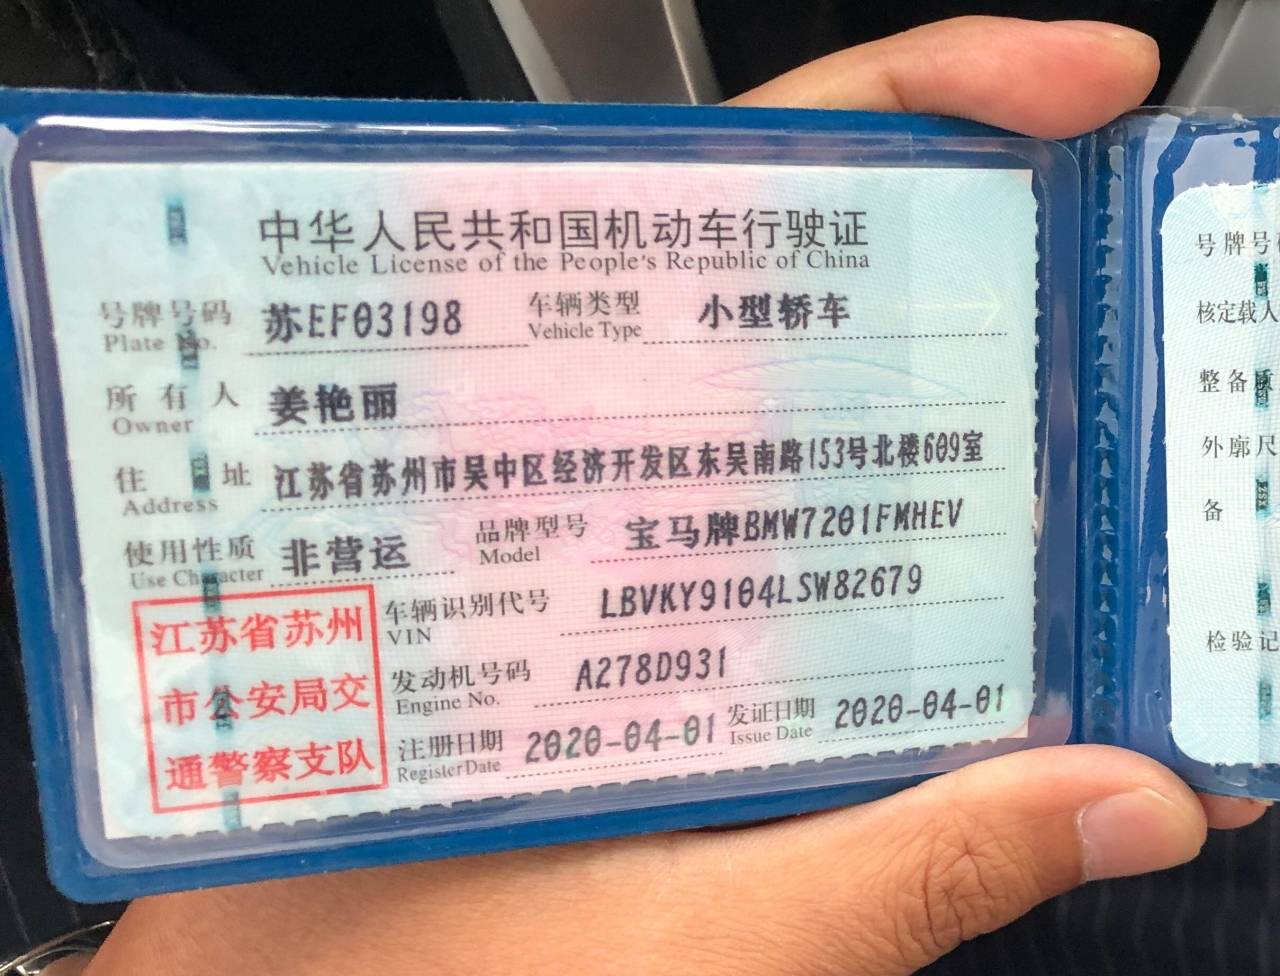 中华人民共和国机动车行驶证
Vehicle License of the People's Republic of China
号牌号码 苏EF03198 车辆类型 小型轿车
Plate No. Vehicle Type
所有人 姜艳丽
Owner
住址 江苏省苏州市吴中区经济开发区东吴南路153号北楼609室
Address
使用性质 非营运 品牌型号 宝马牌BMW7201FMHEV
Use Character Model
江苏省苏州
市公安局交
通警察支队
车辆识别代号 LBVKY9104LSW82679
VIN
发动机号码 A278D931
Engine No.
注册日期 2020-04-01 发证日期 2020-04-01
Register Date Issue Date
号牌号
核定载人
整备质
外廓尺
备
检验记